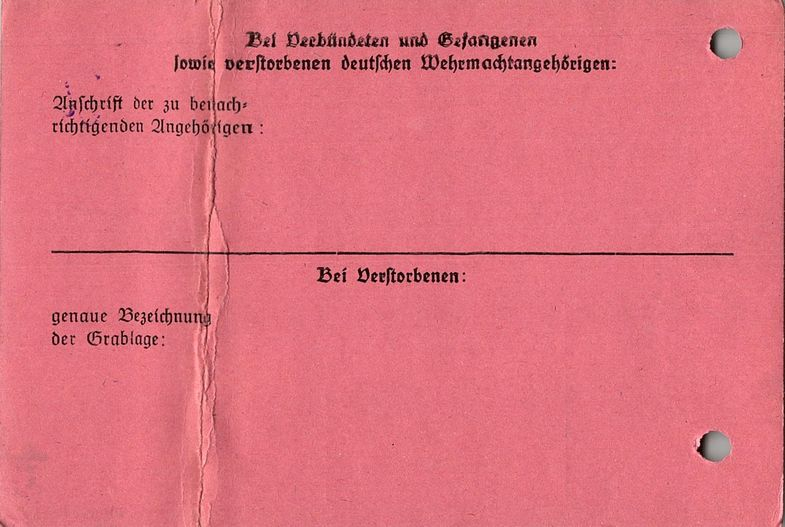 Bei Verbündeten und Gefangenen
sowie verstorbenen deutschen Wehrmachtangehörigen:
Anschrift der zu benach-
richtigenden Angehörigen:
Bei Verstorbenen:
genaue Bezeichnung
der Grablage: